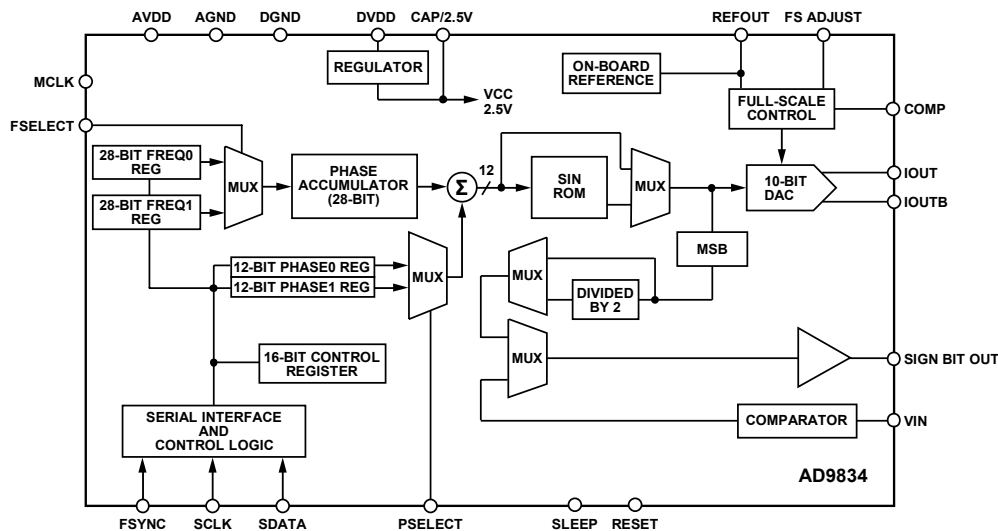 AVDD AGND DGND DVDD CAP/2.5V REFOUT FS ADJUST
REGULATOR
ON-BOARD
REFERENCE
MCLK
VCC
2.5V
FULL-SCALE
CONTROL
COMP
FSELECT
28-BIT FREQ0
REG
28-BIT FREQ1
REG
MUX
PHASE
ACCUMULATOR
(28-BIT)
Σ
12
SIN
ROM
MUX
10-BIT
DAC
IOUT
IOUTB
MSB
12-BIT PHASE0 REG
12-BIT PHASE1 REG
MUX
MUX
DIVIDED
BY 2
16-BIT CONTROL
REGISTER
MUX
SIGN BIT OUT
SERIAL INTERFACE
AND
CONTROL LOGIC
COMPARATOR
VIN
AD9834
FSYNC SCLK SDATA PSELECT SLEEP RESET